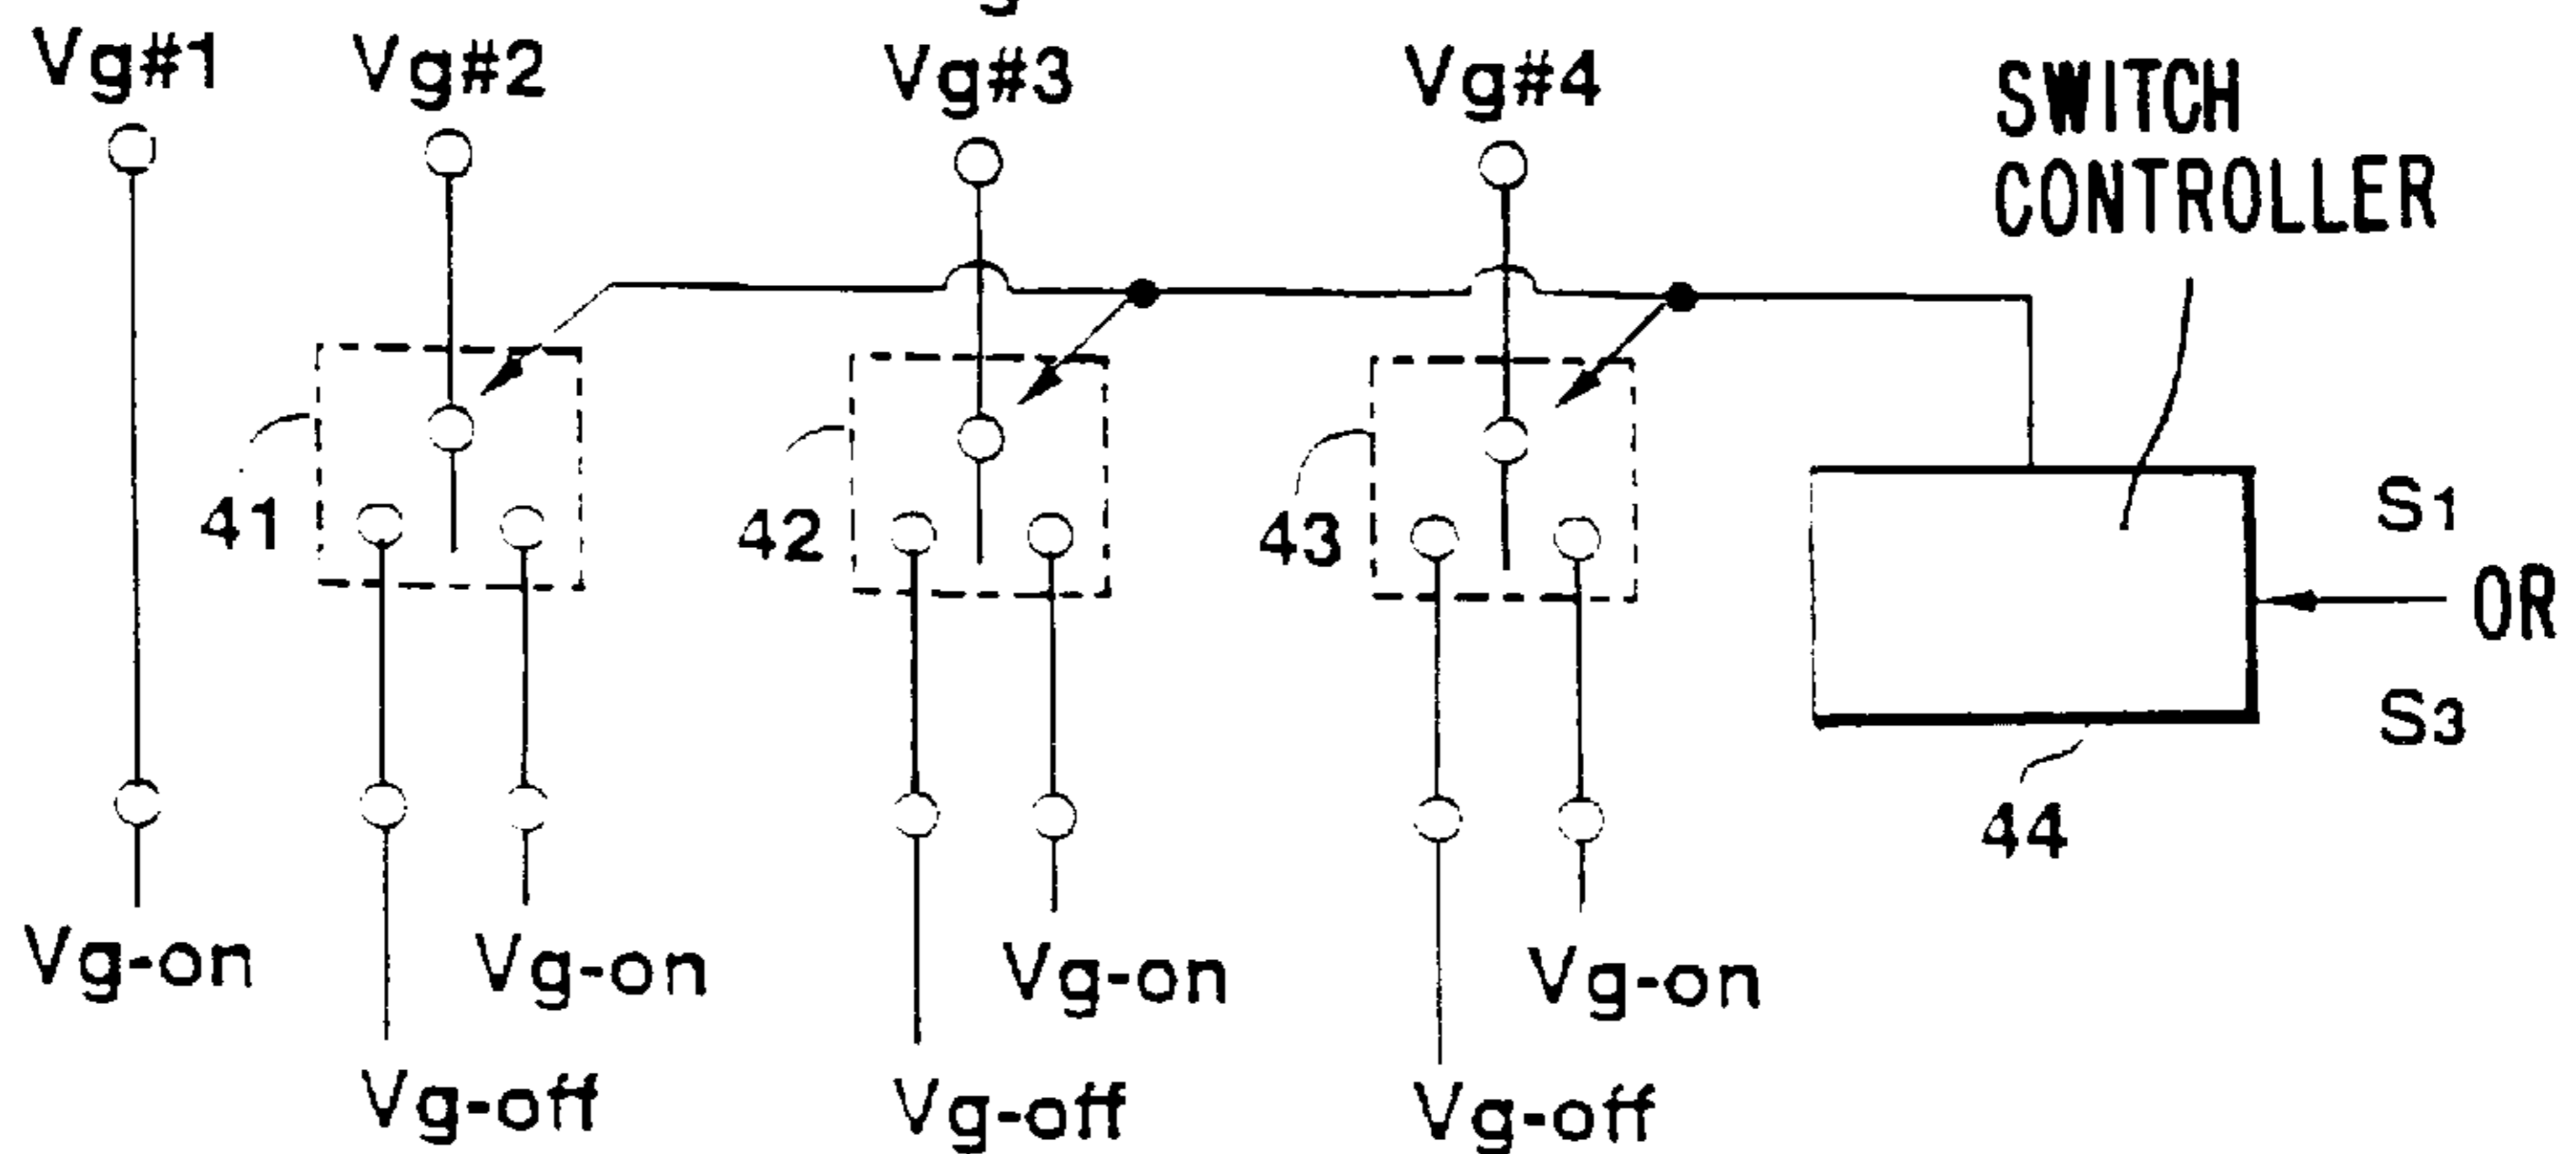 Vg#1
Vg#2
Vg#3
Vg#4
SWITCH
CONTROLLER
41
42
43
S1
OR
S3
44
Vg-on
Vg-on
Vg-on
Vg-on
Vg-off
Vg-off
Vg-off